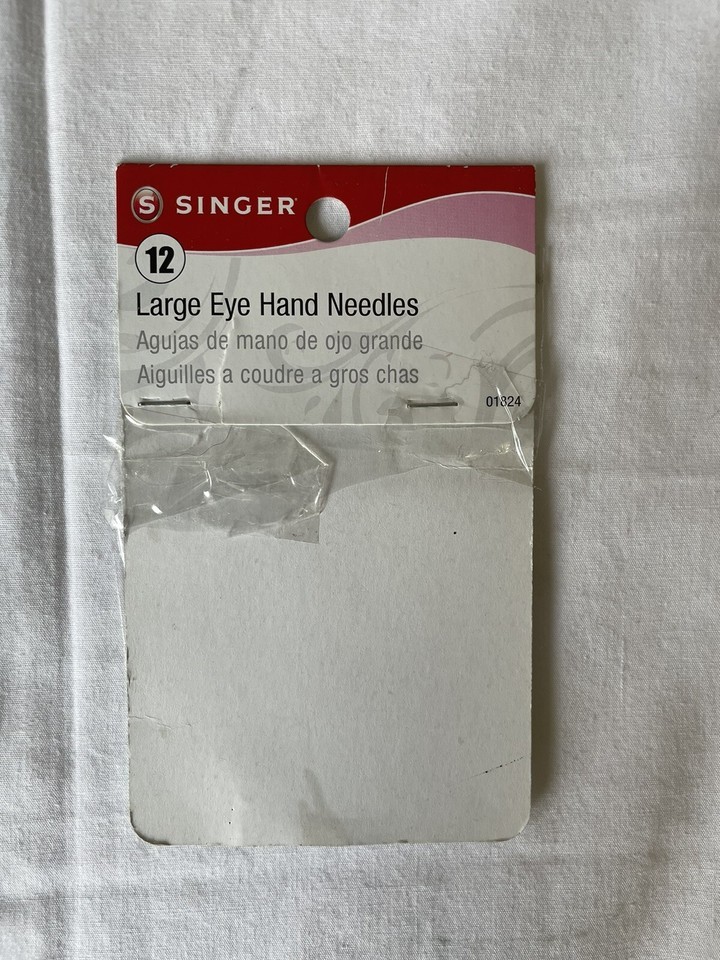 S SINGER®
12
Large Eye Hand Needles
Agujas de mano de ojo grande
Aiguilles a coudre a gros chas
01824